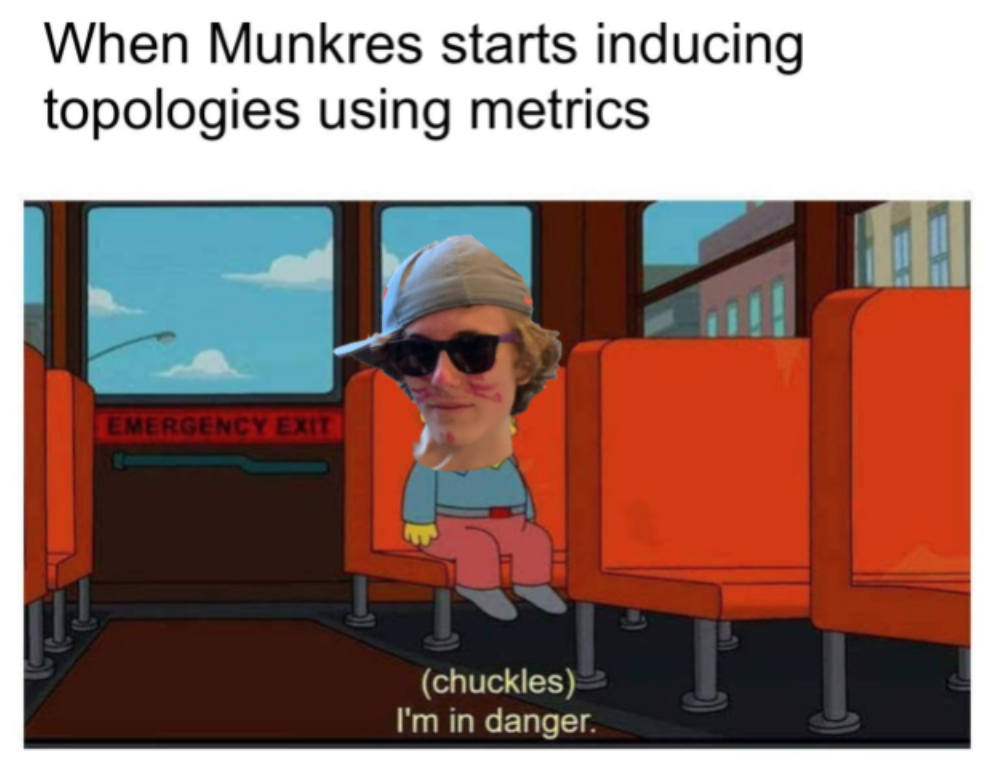 When Munkres starts inducing
topologies using metrics
EMERGENCY EXIT
(chuckles)
I'm in danger.